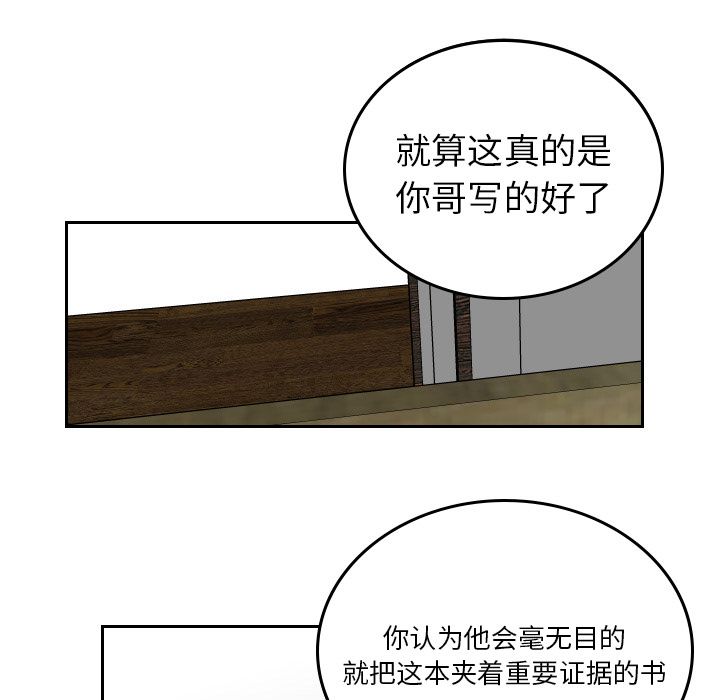 就算这真的是
你哥写的好了
你认为他会毫无目的
就把这本夹着重要证据的书